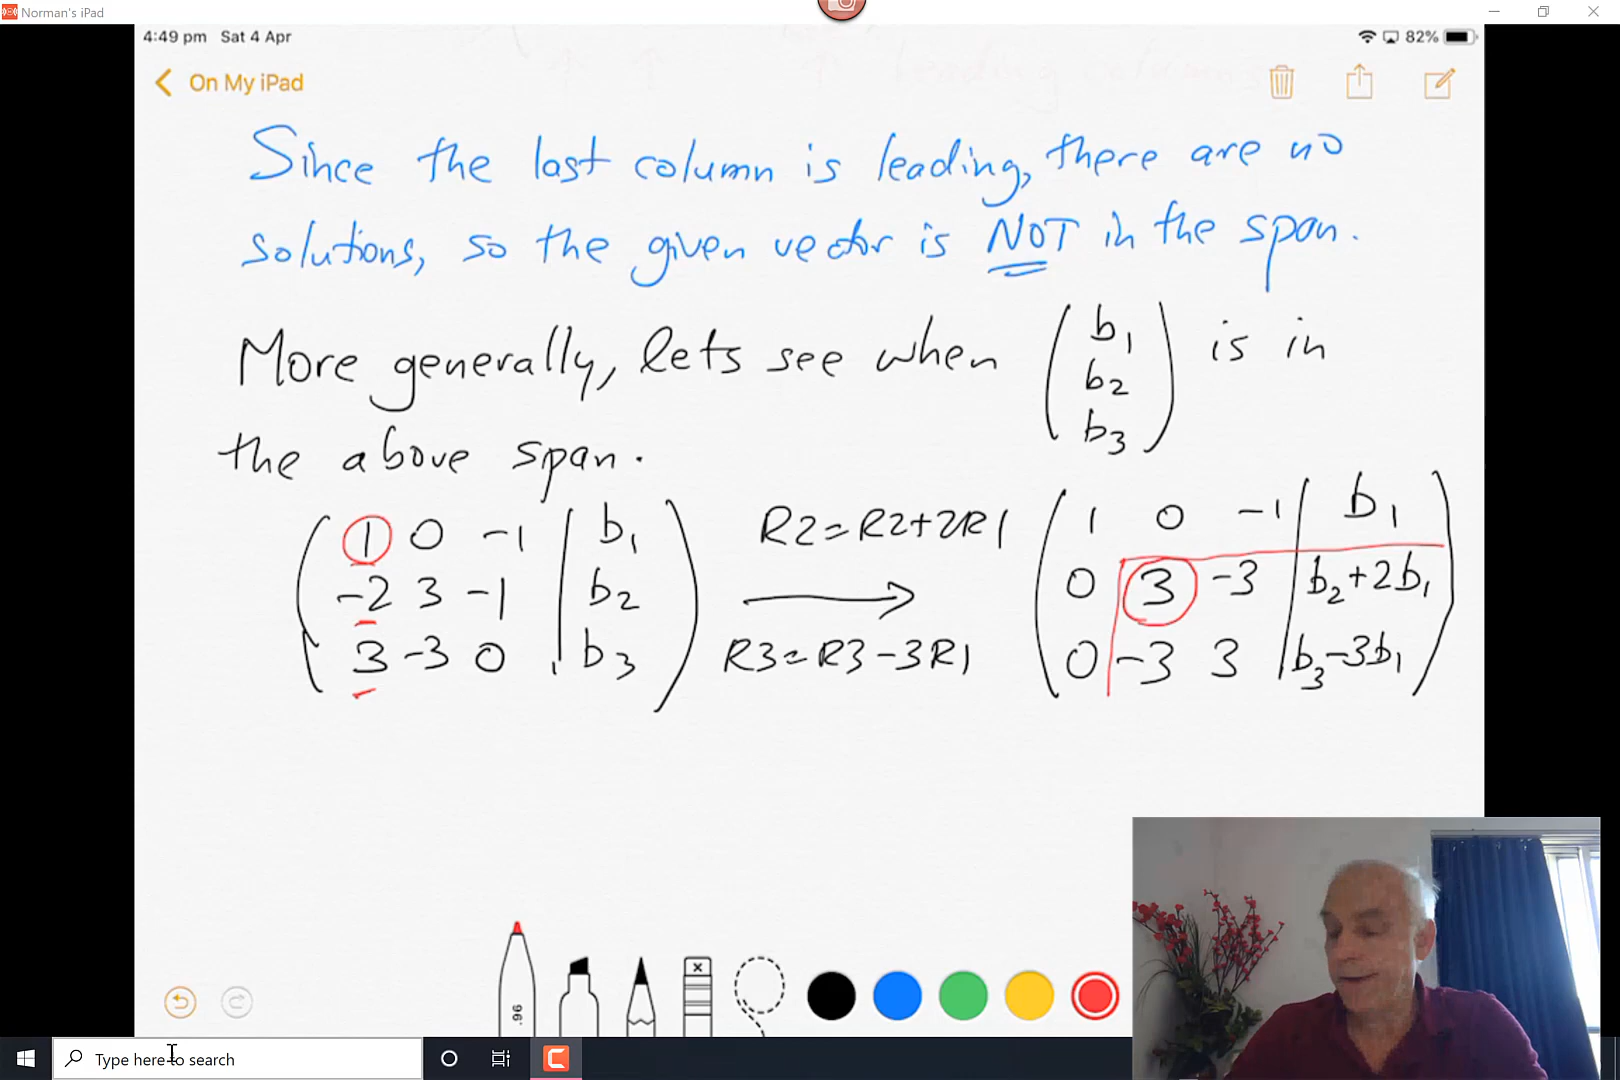 Norman's iPad
4:49 pm Sat 4 Apr
82%
On My iPad
Since the last column is leading, there are no
solutions, so the given vector is NOT in the span.
More generally, lets see when
b₁
b₂
b₃
is in
the above span.
1 0 -1 | b₁
-2 3 -1 | b₂
3 -3 0 | b₃
R2=R2+2R1
R3=R3-3R1
1 0 -1 | b₁
0 3 -3 | b₂+2b₁
0 -3 3 | b₃-3b₁
.96
Type here to search